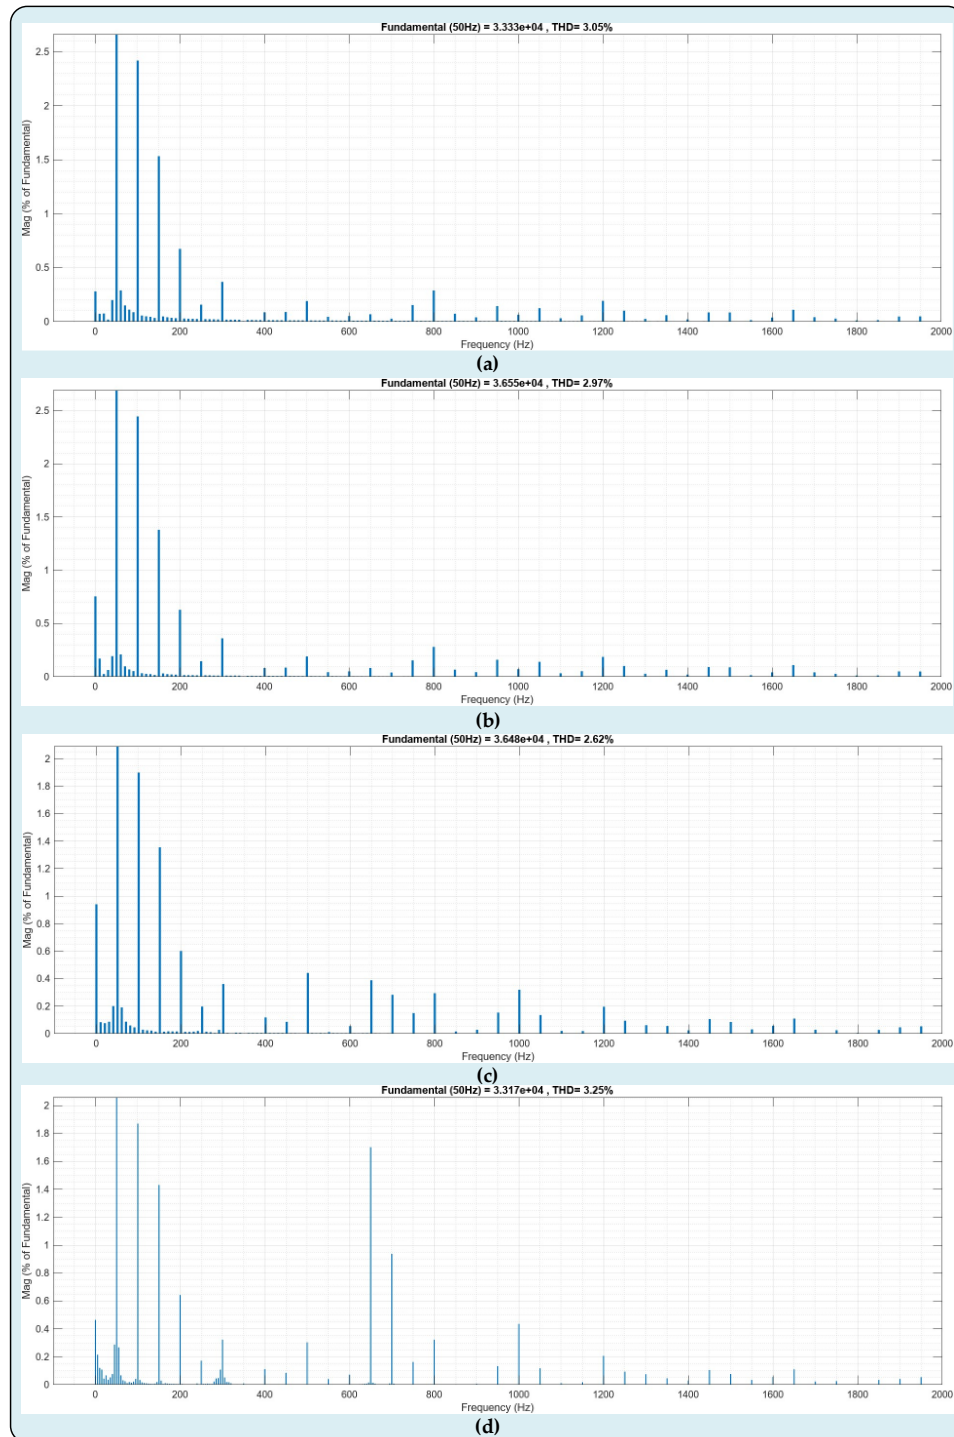 Fundamental (50Hz) = 3.333e+04 , THD= 3.05%
Mag (% of Fundamental)
2.5
2
1.5
1
0.5
0
0 200 400 600 800 1000 1200 1400 1600 1800 2000
Frequency (Hz)
(a)
Fundamental (50Hz) = 3.655e+04 , THD= 2.97%
Mag (% of Fundamental)
2.5
2
1.5
1
0.5
0
0 200 400 600 800 1000 1200 1400 1600 1800 2000
Frequency (Hz)
(b)
Fundamental (50Hz) = 3.648e+04 , THD= 2.62%
Mag (% of Fundamental)
2
1.8
1.6
1.4
1.2
1
0.8
0.6
0.4
0.2
0
0 200 400 600 800 1000 1200 1400 1600 1800 2000
Frequency (Hz)
(c)
Fundamental (50Hz) = 3.317e+04 , THD= 3.25%
Mag (% of Fundamental)
2
1.8
1.6
1.4
1.2
1
0.8
0.6
0.4
0.2
0
0 200 400 600 800 1000 1200 1400 1600 1800 2000
Frequency (Hz)
(d)